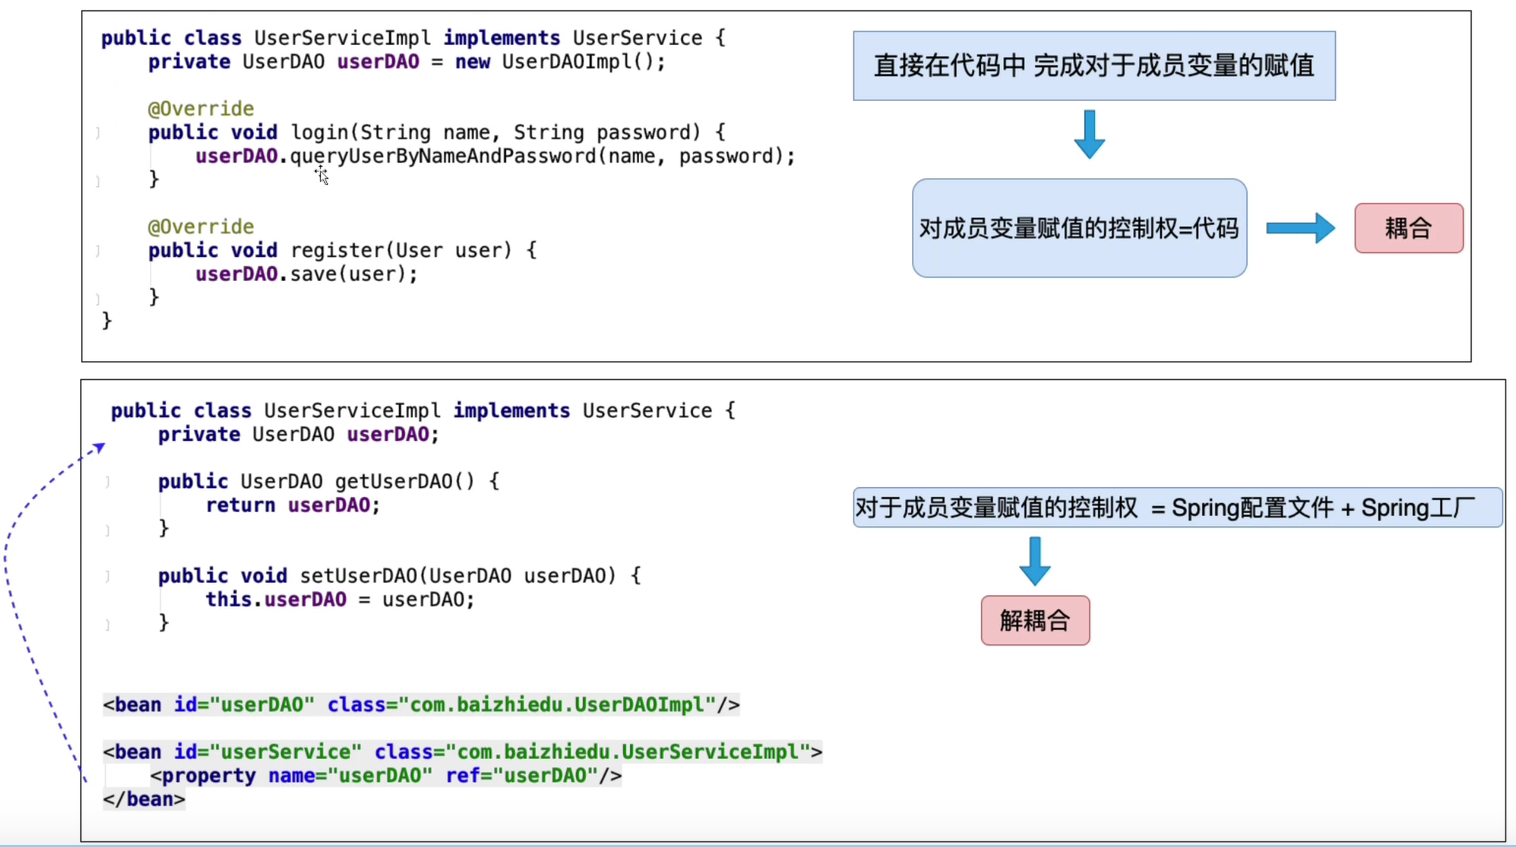 public class UserServiceImpl implements UserService {
private UserDAO userDAO = new UserDAOImpl();
@Override
public void login(String name, String password) {
userDAO.queryUserByNameAndPassword(name, password);
}
@Override
public void register(User user) {
userDAO.save(user);
}
}
直接在代码中 完成对于成员变量的赋值
对成员变量赋值的控制权=代码
耦合
public class UserServiceImpl implements UserService {
private UserDAO userDAO;
public UserDAO getUserDAO() {
return userDAO;
}
public void setUserDAO(UserDAO userDAO) {
this.userDAO = userDAO;
}
<bean id="userDAO" class="com.baizhiedu.UserDAOImpl"/>
<bean id="userService" class="com.baizhiedu.UserServiceImpl">
<property name="userDAO" ref="userDAO"/>
</bean>
对于成员变量赋值的控制权 = Spring配置文件 + Spring工厂
解耦合